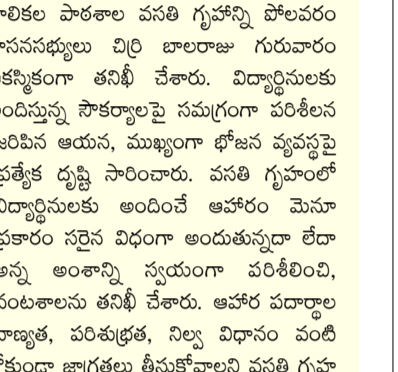 బాలికల పాఠశాల వసతి గృహాన్ని పోలవరం
శాసనసభ్యులు చిర్రి బాలరాజు గురువారం
ఆకస్మికంగా తనిఖీ చేశారు. విద్యార్థినులకు
అందిస్తున్న సౌకర్యాలపై సమగ్రంగా పరిశీలన
జరిపిన ఆయన, ముఖ్యంగా భోజన వ్యవస్థపై
ప్రత్యేక దృష్టి సారించారు. వసతి గృహంలో
విద్యార్థినులకు అందించే ఆహారం మెనూ
ప్రకారం సరైన విధంగా అందుతున్నదా లేదా
అన్న అంశాన్ని స్వయంగా పరిశీలించి,
వంటశాలను తనిఖీ చేశారు. ఆహార పదార్థాల
నాణ్యత, పరిశుభ్రత, నిల్వ విధానం వంటి
జాగ్రత్తలు తీసుకోవాలని వసతి గృహ